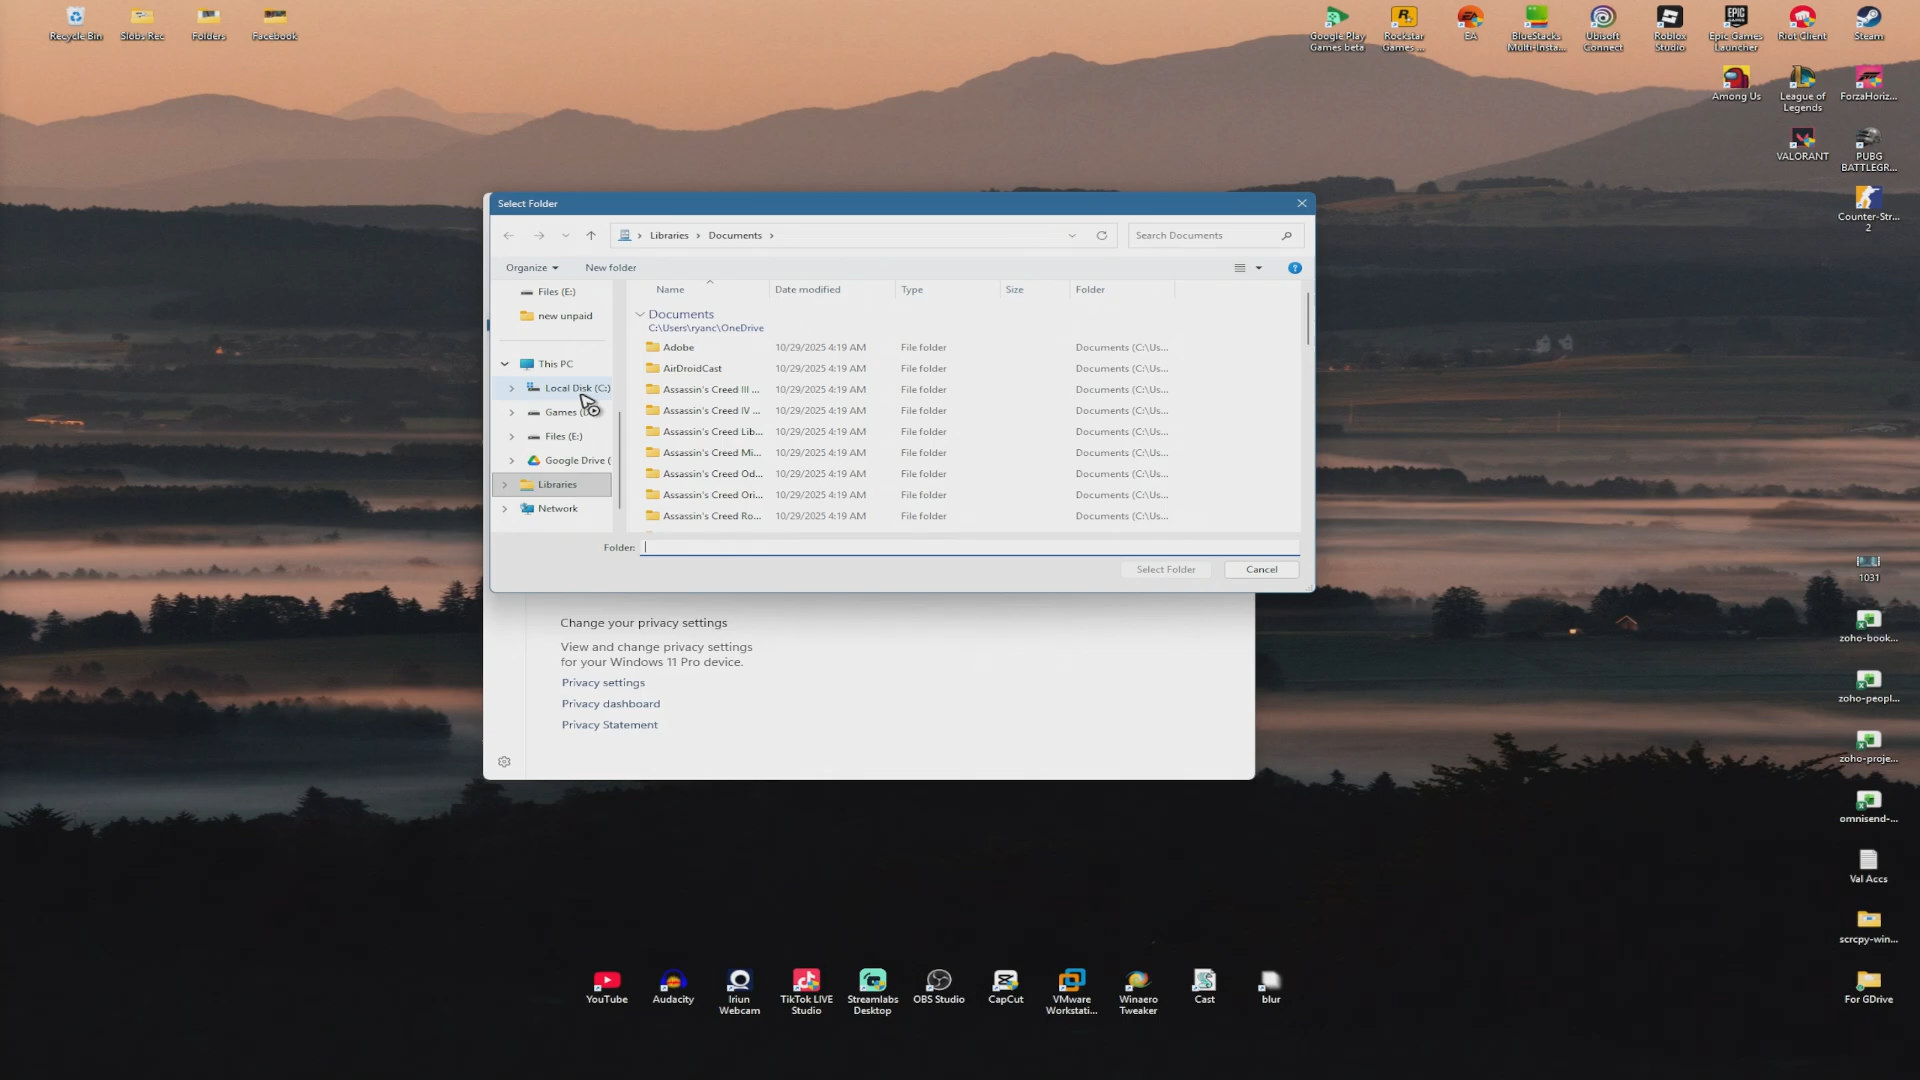 Recycle Bin
Slobs Rec
Folders
Facebook
Google Play
Games beta
Rockstar
Games ...
EA
BlueStacks
Multi-Insta...
Ubisoft
Connect
Roblox
Studio
Epic Games
Launcher
Riot Client
Steam
Among Us
League of
Legends
ForzaHoriz...
VALORANT
PUBG
BATTLEGR...
Counter-Str...
2
Select Folder
Libraries
Documents
Search Documents
Organize
New folder
Name
Date modified
Type
Size
Folder
Files (E:)
new unpaid
This PC
Local Disk (C:)
Games
Files (E:)
Google Drive (
Libraries
Network
Documents
C:\Users\ryanc\OneDrive
Adobe 10/29/2025 4:19 AM File folder Documents (C:\Us...
AirDroidCast 10/29/2025 4:19 AM File folder Documents (C:\Us...
Assassin's Creed III ... 10/29/2025 4:19 AM File folder Documents (C:\Us...
Assassin's Creed IV ... 10/29/2025 4:19 AM File folder Documents (C:\Us...
Assassin's Creed Lib... 10/29/2025 4:19 AM File folder Documents (C:\Us...
Assassin's Creed Mi... 10/29/2025 4:19 AM File folder Documents (C:\Us...
Assassin's Creed Od... 10/29/2025 4:19 AM File folder Documents (C:\Us...
Assassin's Creed Ori... 10/29/2025 4:19 AM File folder Documents (C:\Us...
Assassin's Creed Ro... 10/29/2025 4:19 AM File folder Documents (C:\Us...
Folder:
Select Folder
Cancel
Change your privacy settings
View and change privacy settings
for your Windows 11 Pro device.
Privacy settings
Privacy dashboard
Privacy Statement
1031
zoho-book...
zoho-peopl...
zoho-proje...
omnisend-...
Val Accs
scrcpy-win...
For GDrive
YouTube
Audacity
Iriun
Webcam
TikTok LIVE
Studio
Streamlabs
Desktop
OBS Studio
CapCut
VMware
Workstati...
Winaero
Tweaker
Cast
blur